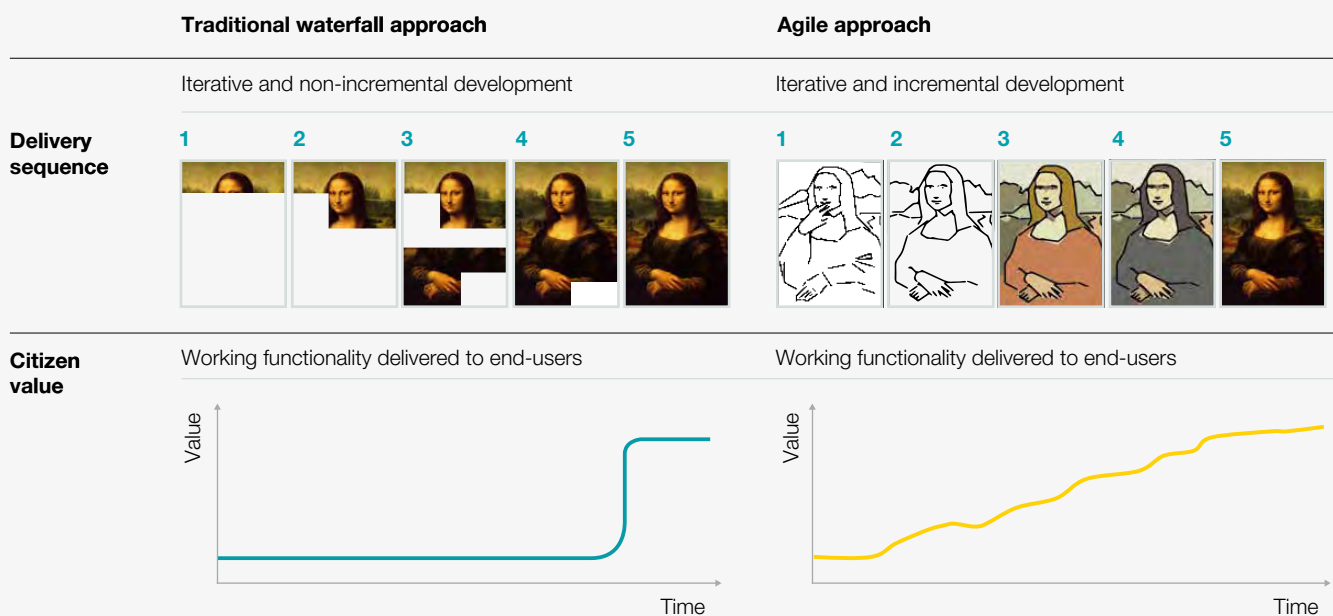 Traditional waterfall approach
Agile approach
Iterative and non-incremental development
Iterative and incremental development
Delivery
sequence
1 2 3 4 5
1 2 3 4 5
Citizen
value
Working functionality delivered to end-users
Working functionality delivered to end-users
Value
Time
Value
Time